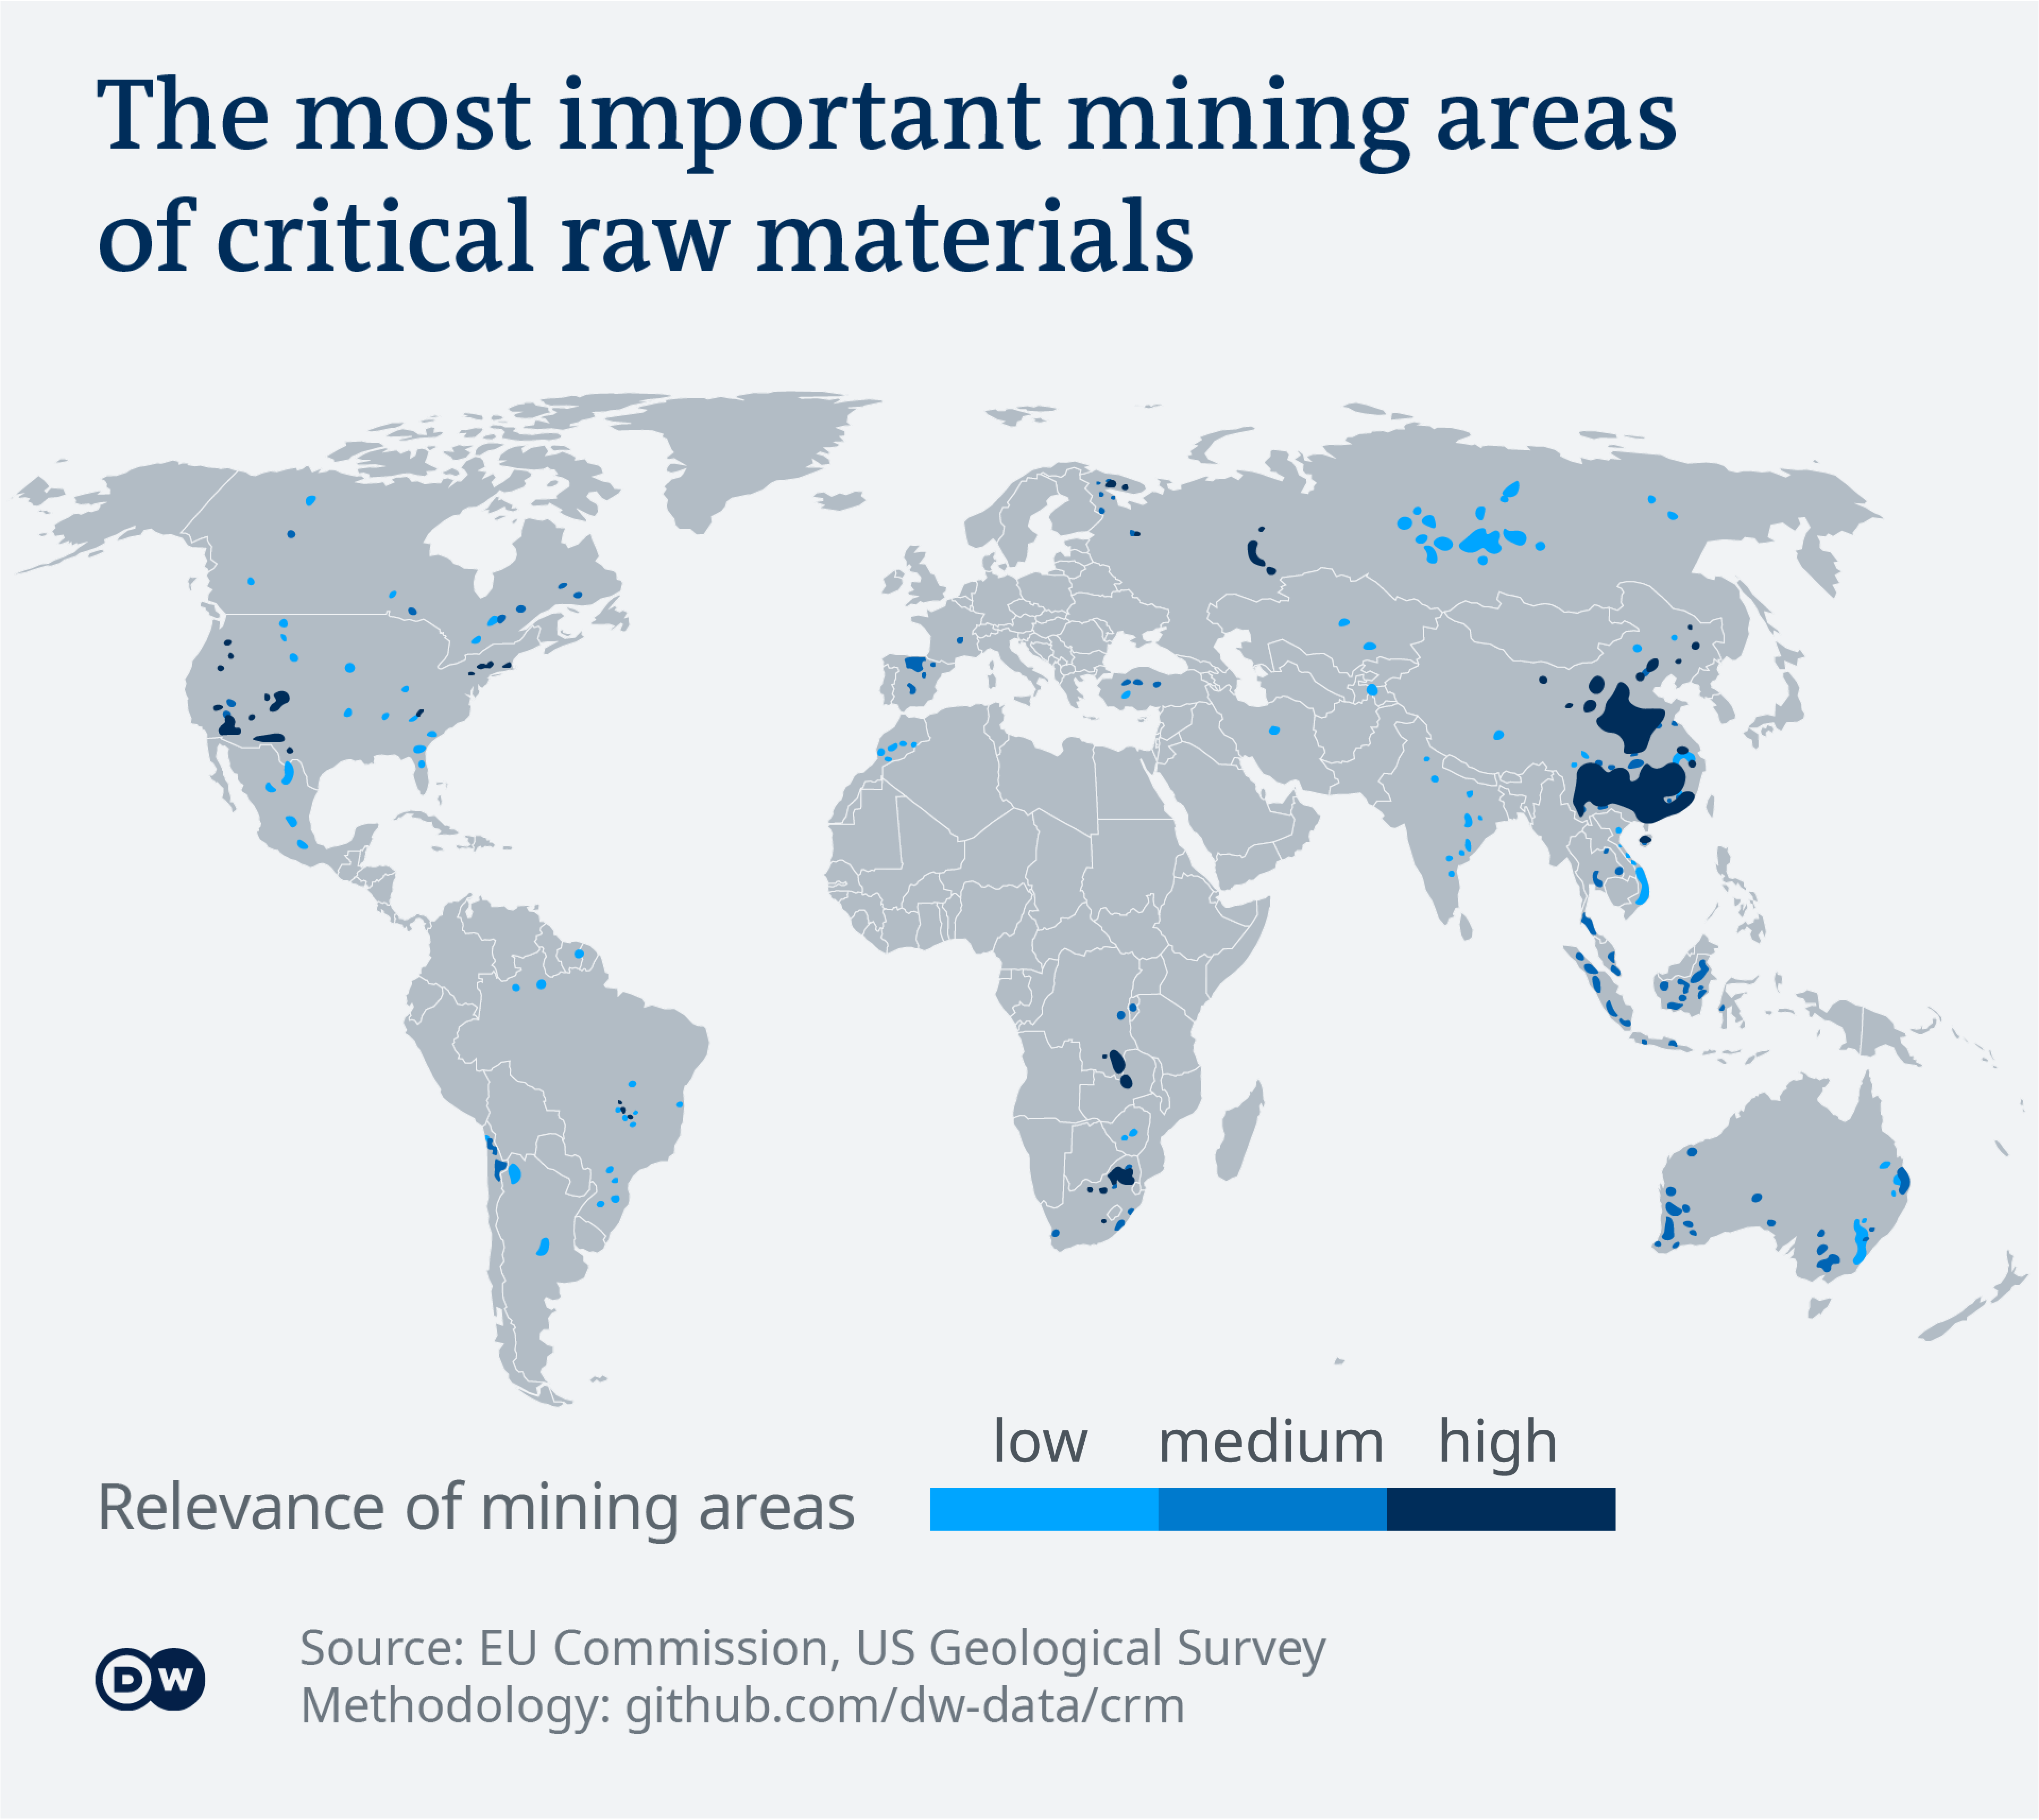 The most important mining areas
of critical raw materials
low medium high
Relevance of mining areas
DW
Source: EU Commission, US Geological Survey
Methodology: github.com/dw-data/crm